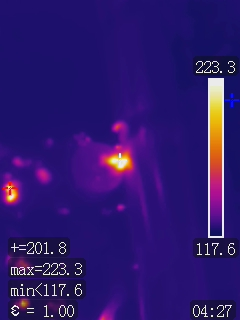 223.3
117.6
+=201.8
max=223.3
min<117.6
ε = 1.00
04:27